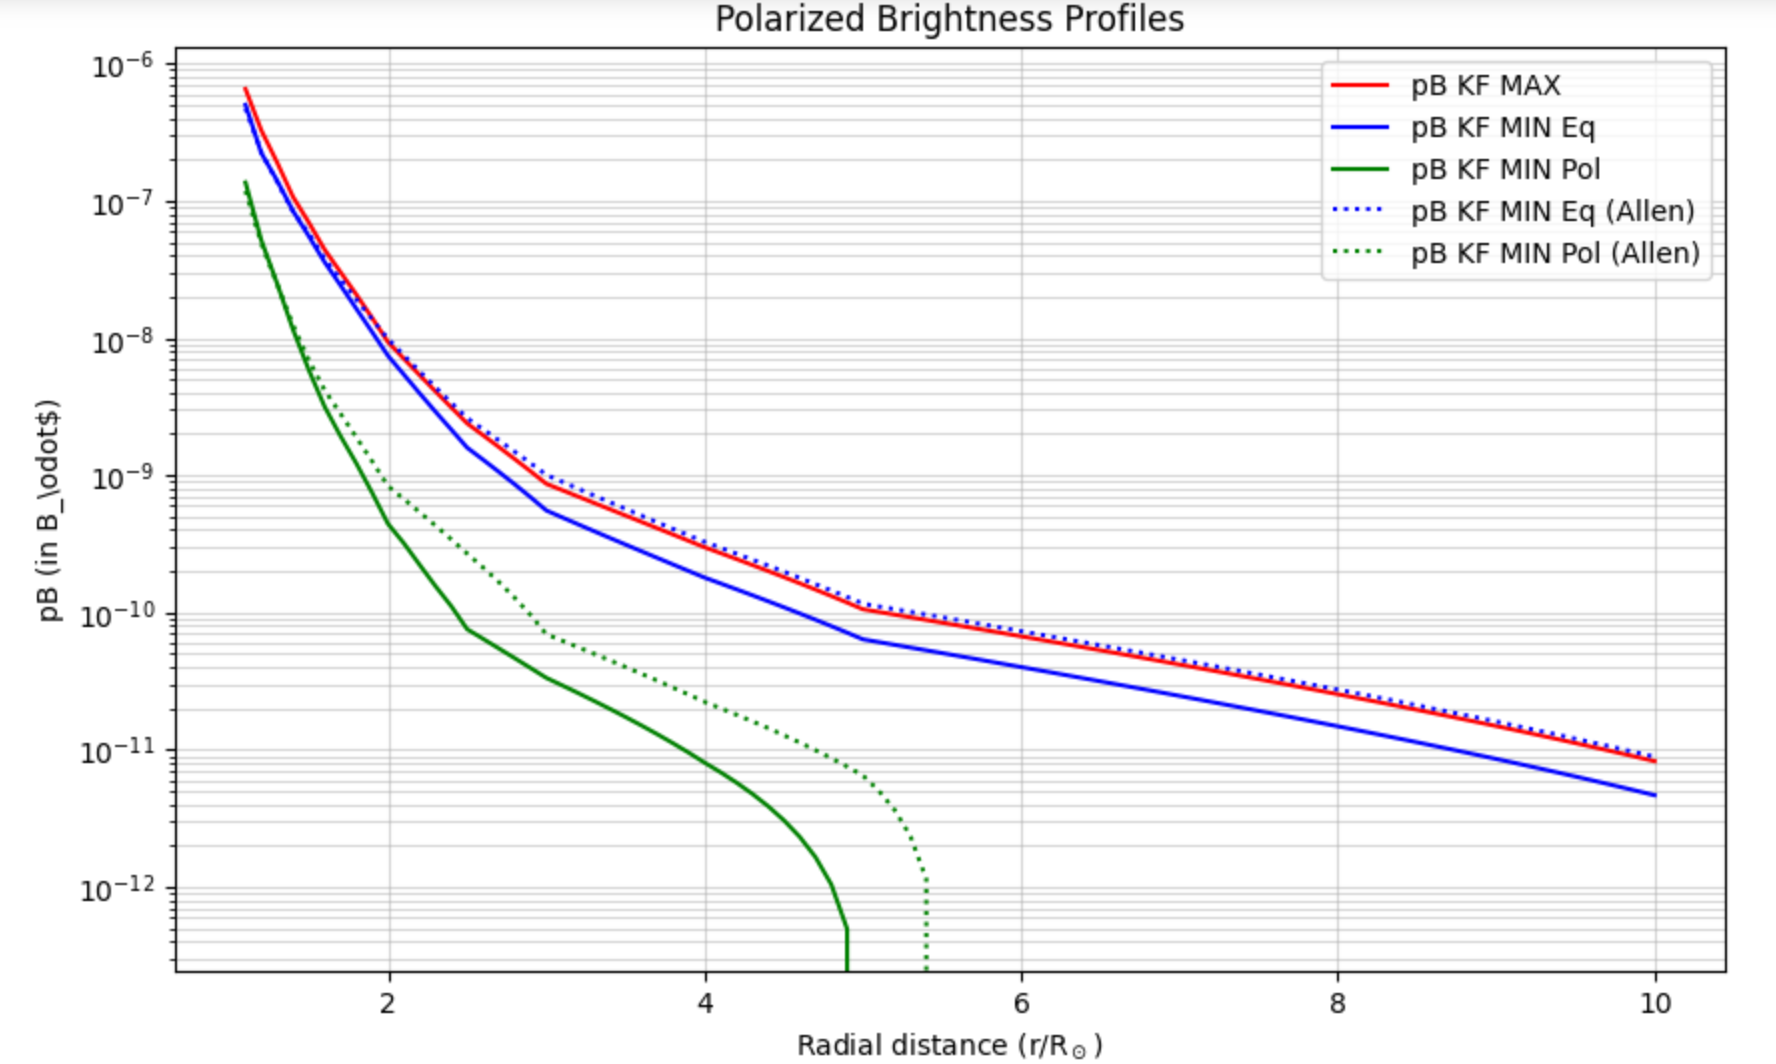 Polarized Brightness Profiles
pB KF MAX
pB KF MIN Eq
pB KF MIN Pol
pB KF MIN Eq (Allen)
pB KF MIN Pol (Allen)
pB (in B_\odot$)
10⁻⁶
10⁻⁷
10⁻⁸
10⁻⁹
10⁻¹⁰
10⁻¹¹
10⁻¹²
2 4 6 8 10
Radial distance (r/R☉)